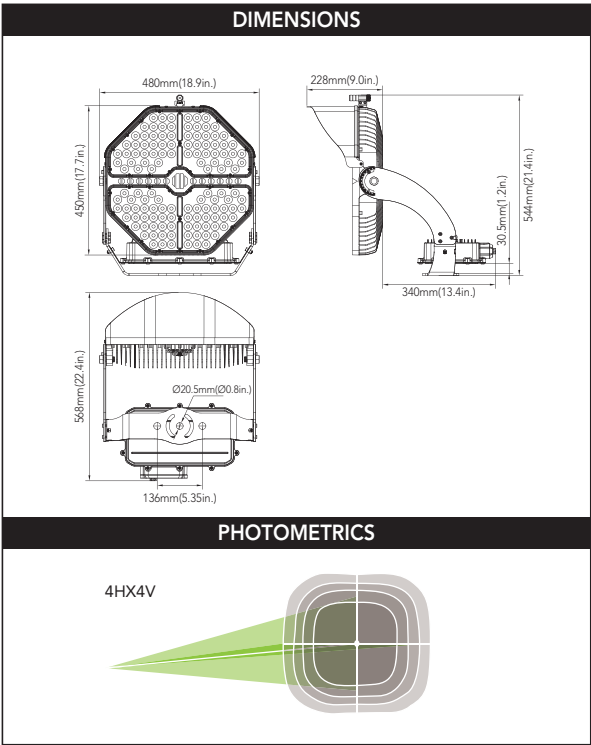 DIMENSIONS
480mm(18.9in.)
228mm(9.0in.)
450mm(17.7in.)
30.5mm(1.2in.)
544mm(21.4in.)
340mm(13.4in.)
568mm(22.4in.)
Ø20.5mm(Ø0.8in.)
136mm(5.35in.)
PHOTOMETRICS
4HX4V